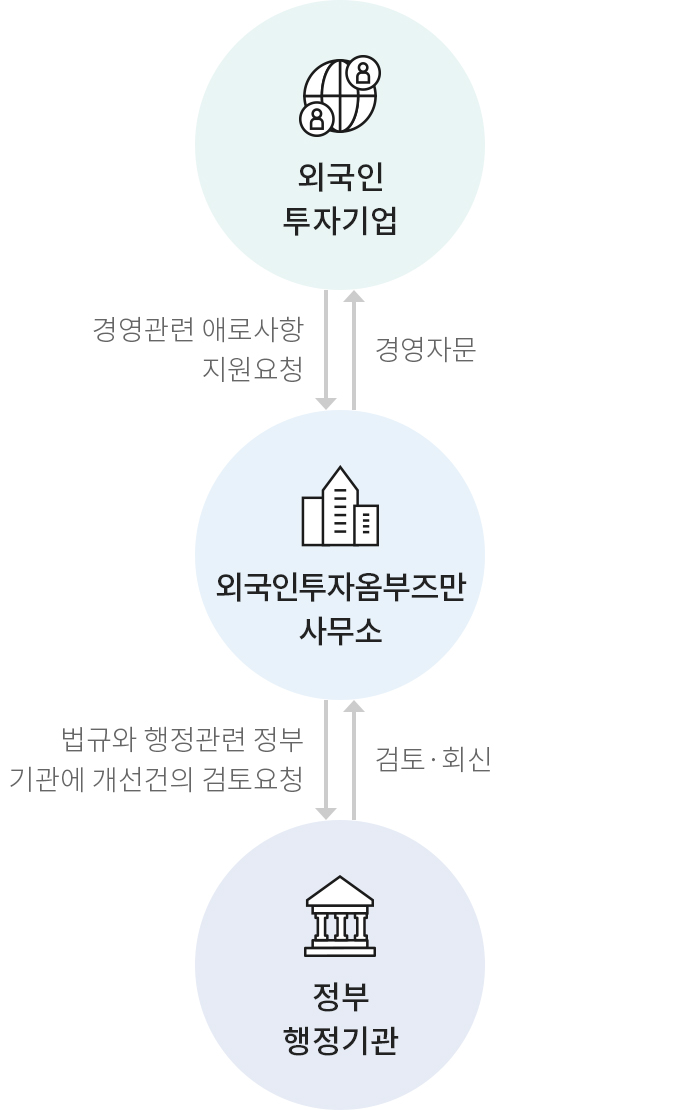 외국인
투자기업
경영관련 애로사항
지원요청
경영자문
외국인투자옴부즈만
사무소
법규와 행정관련 정부
기관에 개선건의 검토요청
검토·회신
정부
행정기관